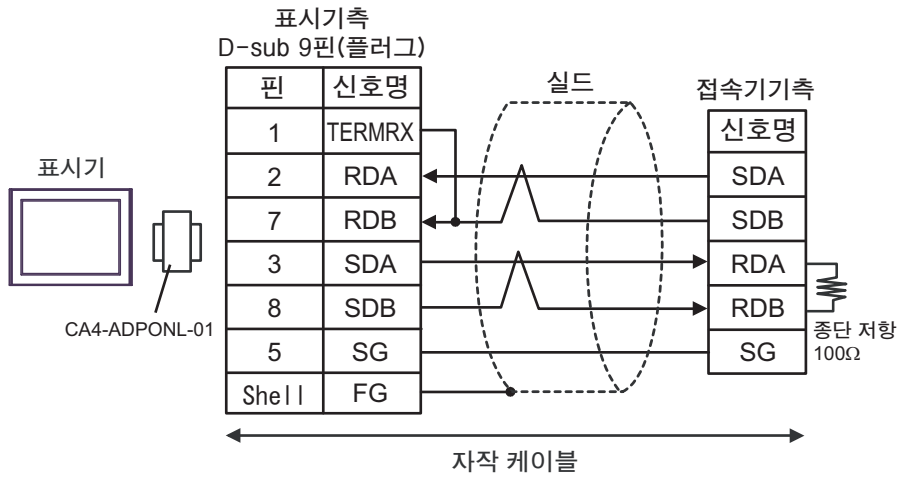 표시기측
D-sub 9핀(플러그)
핀 신호명
1 TERMRX
2 RDA
7 RDB
3 SDA
8 SDB
5 SG
Shell FG
실드
접속기기측
신호명
SDA
SDB
RDA
RDB
SG
표시기
CA4-ADPONL-01
종단 저항
100Ω
자작 케이블